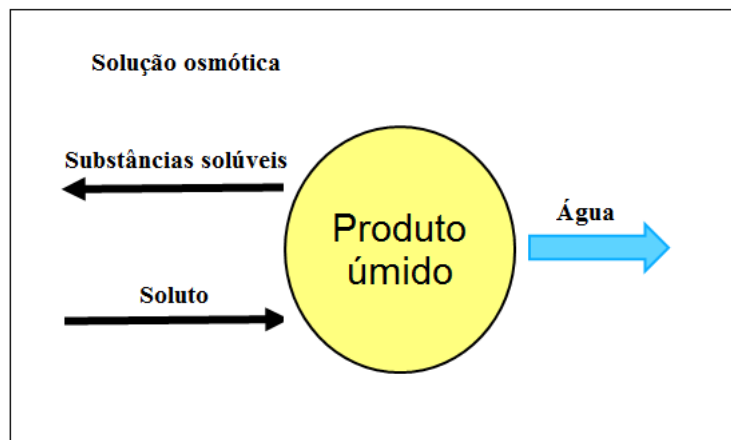 Solução osmótica
Substâncias solúveis
Produto
úmido
Água
Soluto